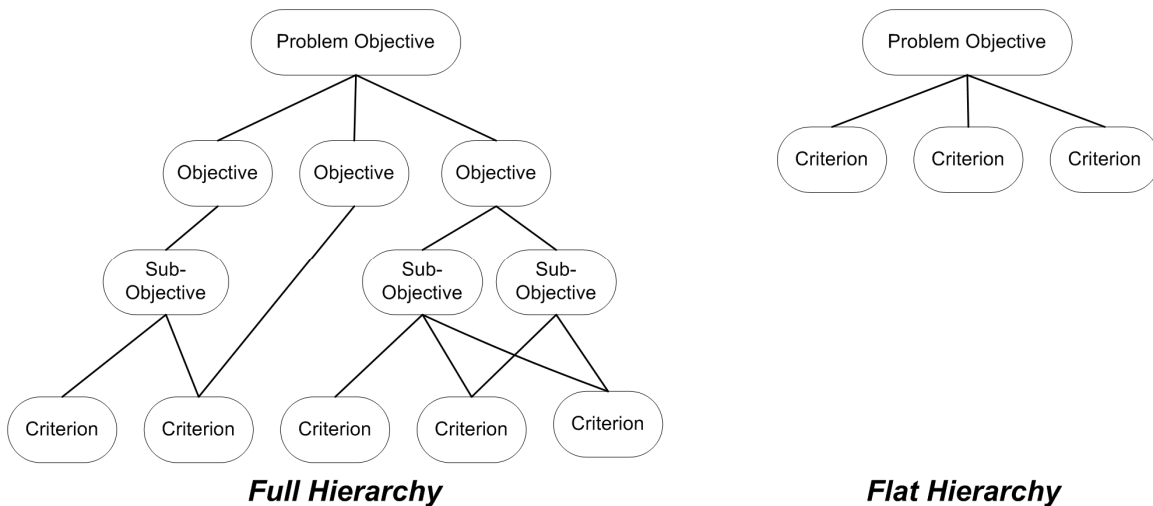 Problem Objective
Objective
Objective
Objective
Sub-
Objective
Sub-
Objective
Sub-
Objective
Criterion
Criterion
Criterion
Criterion
Criterion
Full Hierarchy
Problem Objective
Criterion
Criterion
Criterion
Flat Hierarchy